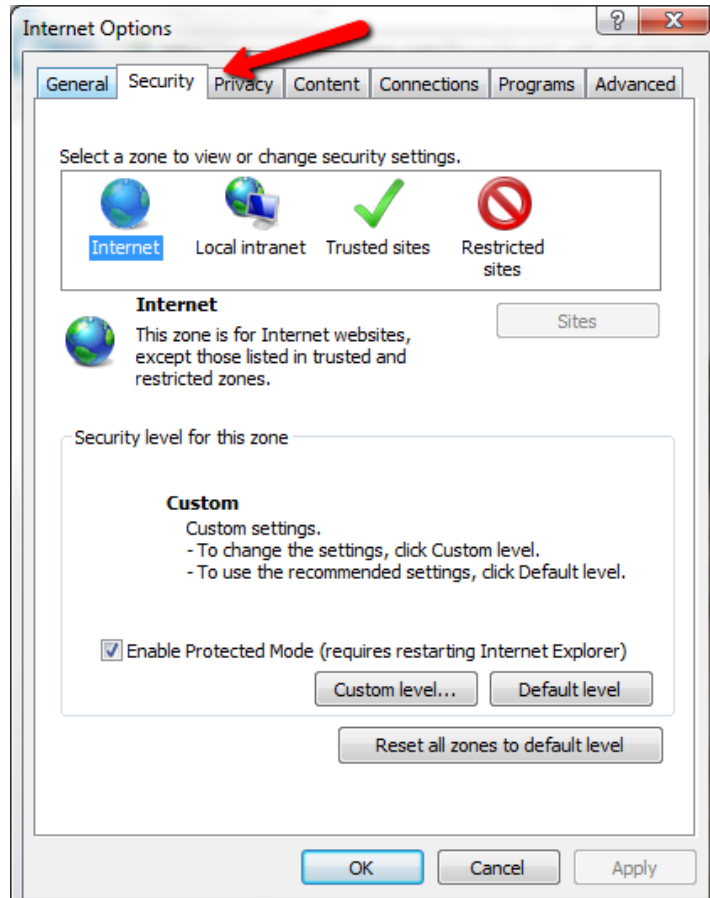 Internet Options
General Security Privacy Content Connections Programs Advanced
Select a zone to view or change security settings.
Internet Local intranet Trusted sites Restricted
sites
Internet
Sites
This zone is for Internet websites,
except those listed in trusted and
restricted zones.
Security level for this zone
Custom
Custom settings.
- To change the settings, click Custom level.
- To use the recommended settings, click Default level.
Enable Protected Mode (requires restarting Internet Explorer)
Custom level... Default level
Reset all zones to default level
OK Cancel Apply